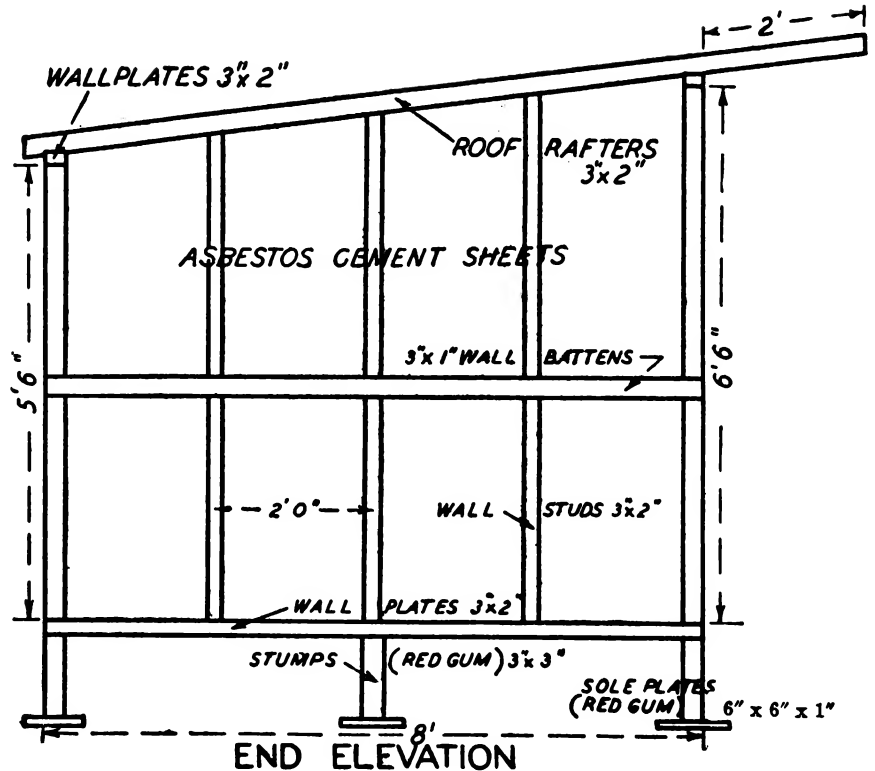 2'
WALLPLATES 3"x 2"
ROOF RAFTERS
3"x 2"
ASBESTOS CEMENT SHEETS
3"x 1" WALL BATTENS
5' 6"
6' 6"
2' 0"
WALL STUDS 3"x 2"
WALL PLATES 3"x 2"
STUMPS (RED GUM) 3"x 3"
SOLE PLATES
(RED GUM) 6" x 6" x 1"
8'
END ELEVATION